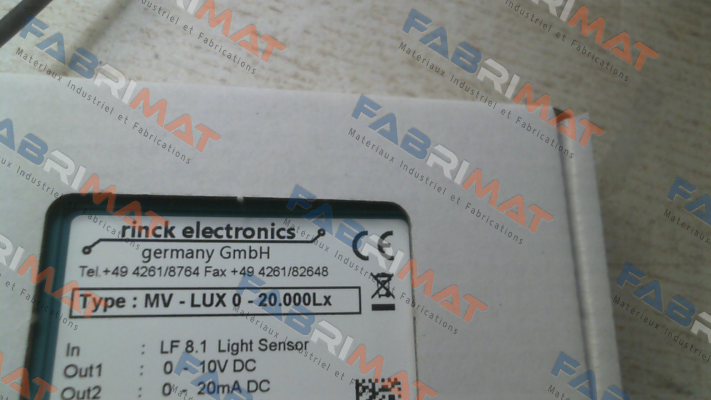 rinck electronics
germany GmbH
Tel.+49 4261/8764 Fax +49 4261/82648
Type : MV - LUX 0 - 20.000Lx
In : LF 8.1 Light Sensor
Out1 : 0 - 10V DC
Out2 : 0 - 20mA DC
CE
FABRIMAT
Materiaux Industriel et Fabrications